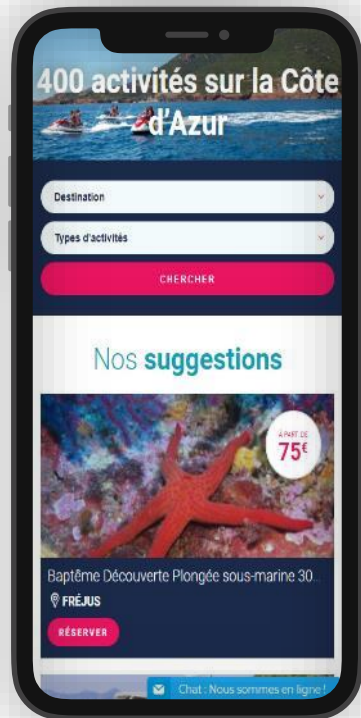 400 activités sur la Côte
d'Azur
Destination
Types d'activités
CHERCHER
Nos suggestions
À PART. DE
75€
Baptême Découverte Plongée sous-marine 30...
FRÉJUS
RÉSERVER
Chat : Nous sommes en ligne !